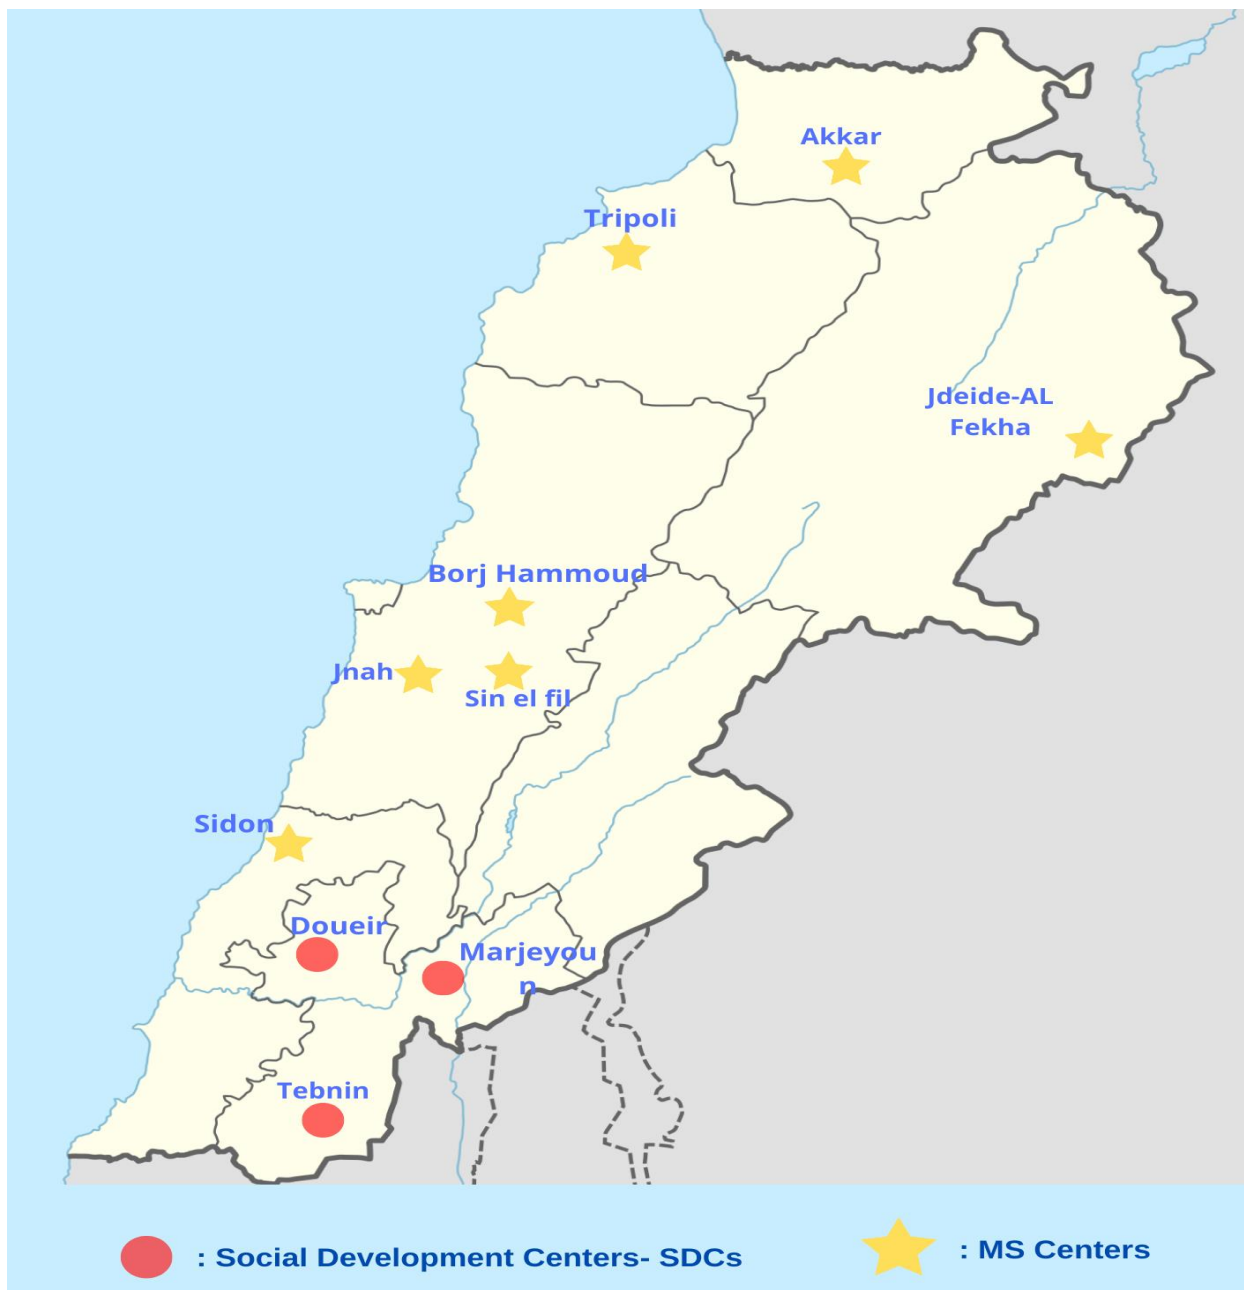 Akkar
Tripoli
Jdeide-AL
Fekha
Borj Hammoud
Jnah
Sin el fil
Sidon
Doueir
Marjeyou
n
Tebnin
: Social Development Centers- SDCs
: MS Centers